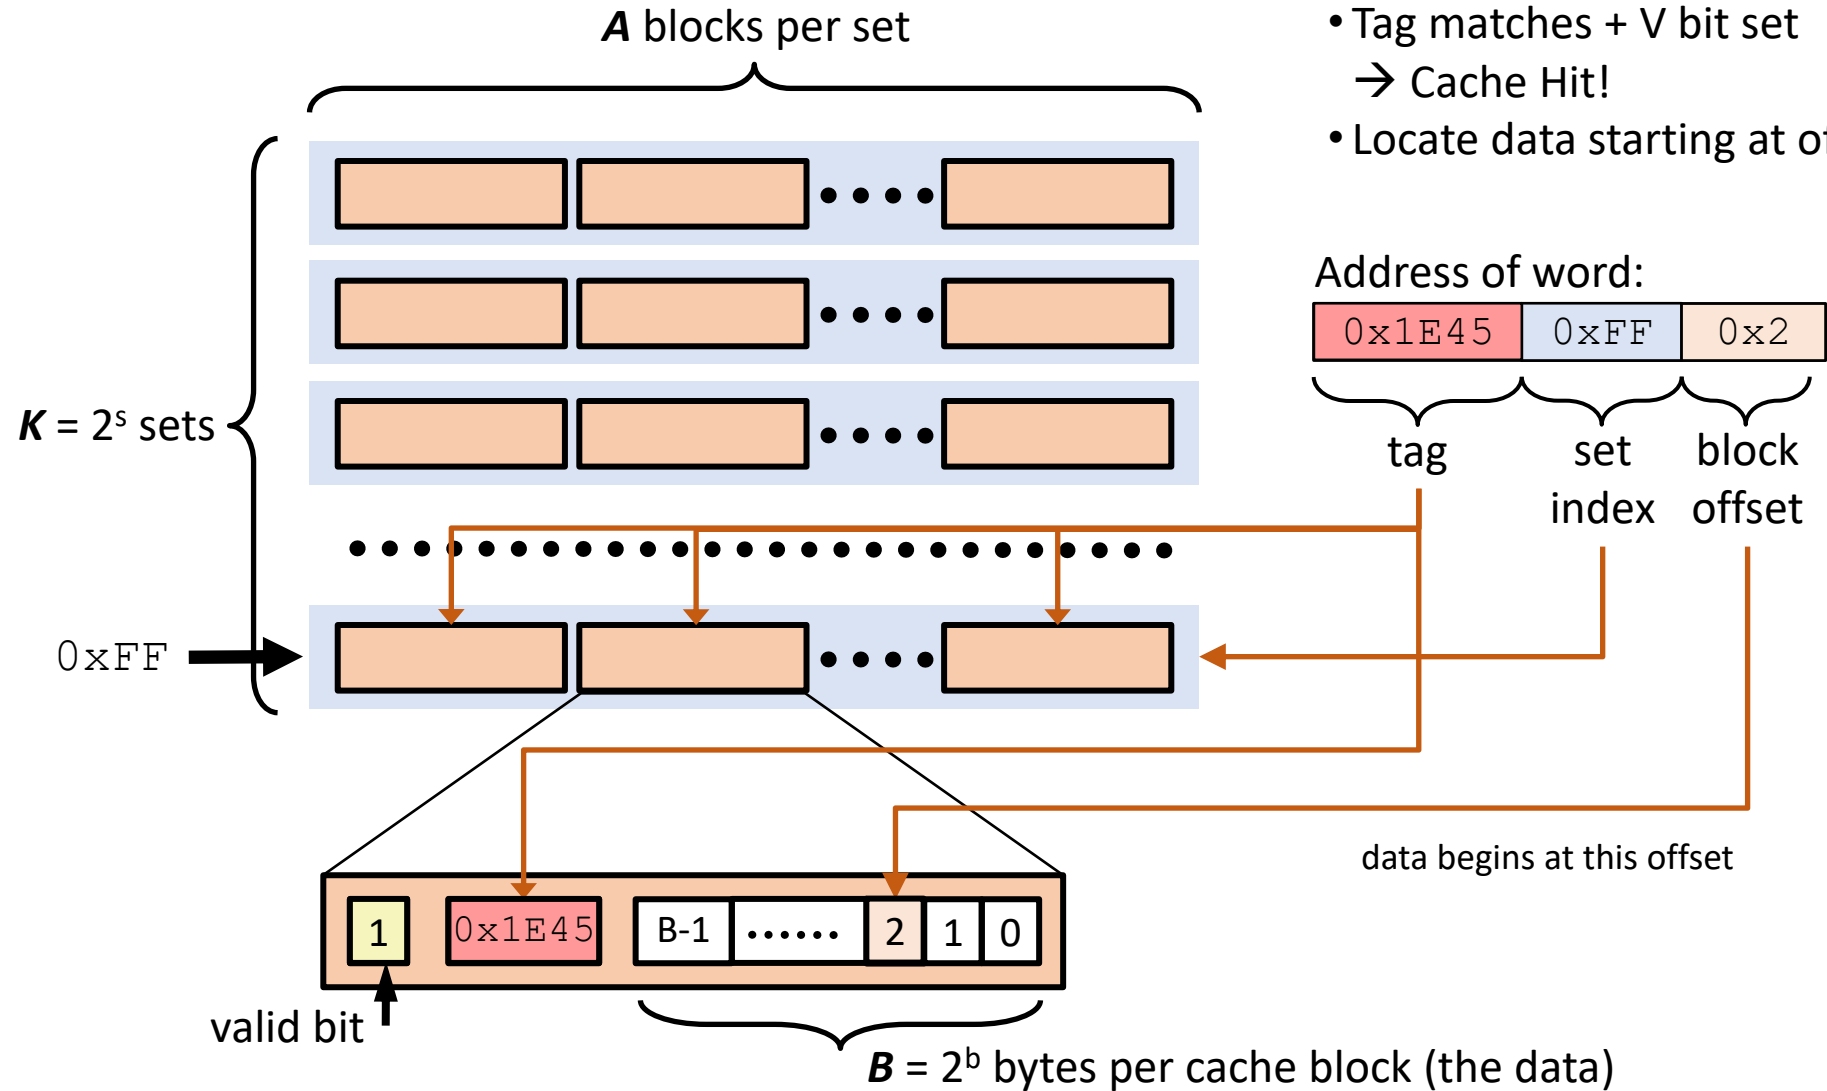 A blocks per set
• Tag matches + V bit set
→ Cache Hit!
• Locate data starting at
Address of word:
0x1E45 0xFF 0x2
tag
set index
block offset
K = 2ˢ sets
0xFF
data begins at this offset
1 0x1E45 B-1 ...... 2 1 0
valid bit
B = 2ᵇ bytes per cache block (the data)